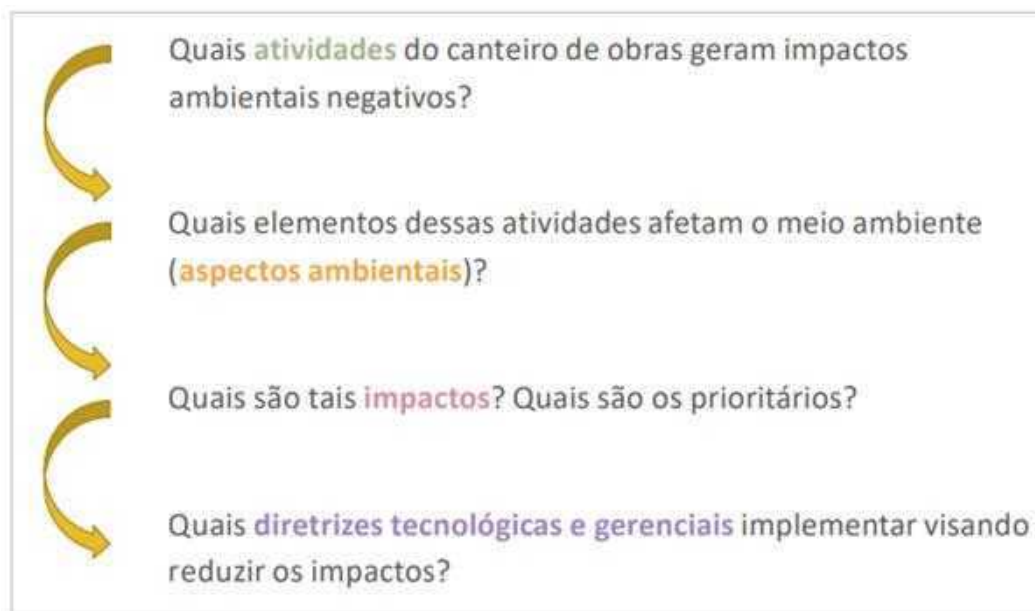 Quais atividades do canteiro de obras geram impactos
ambientais negativos?
Quais elementos dessas atividades afetam o meio ambiente
(aspectos ambientais)?
Quais são tais impactos? Quais são os prioritários?
Quais diretrizes tecnológicas e gerenciais implementar visando
reduzir os impactos?